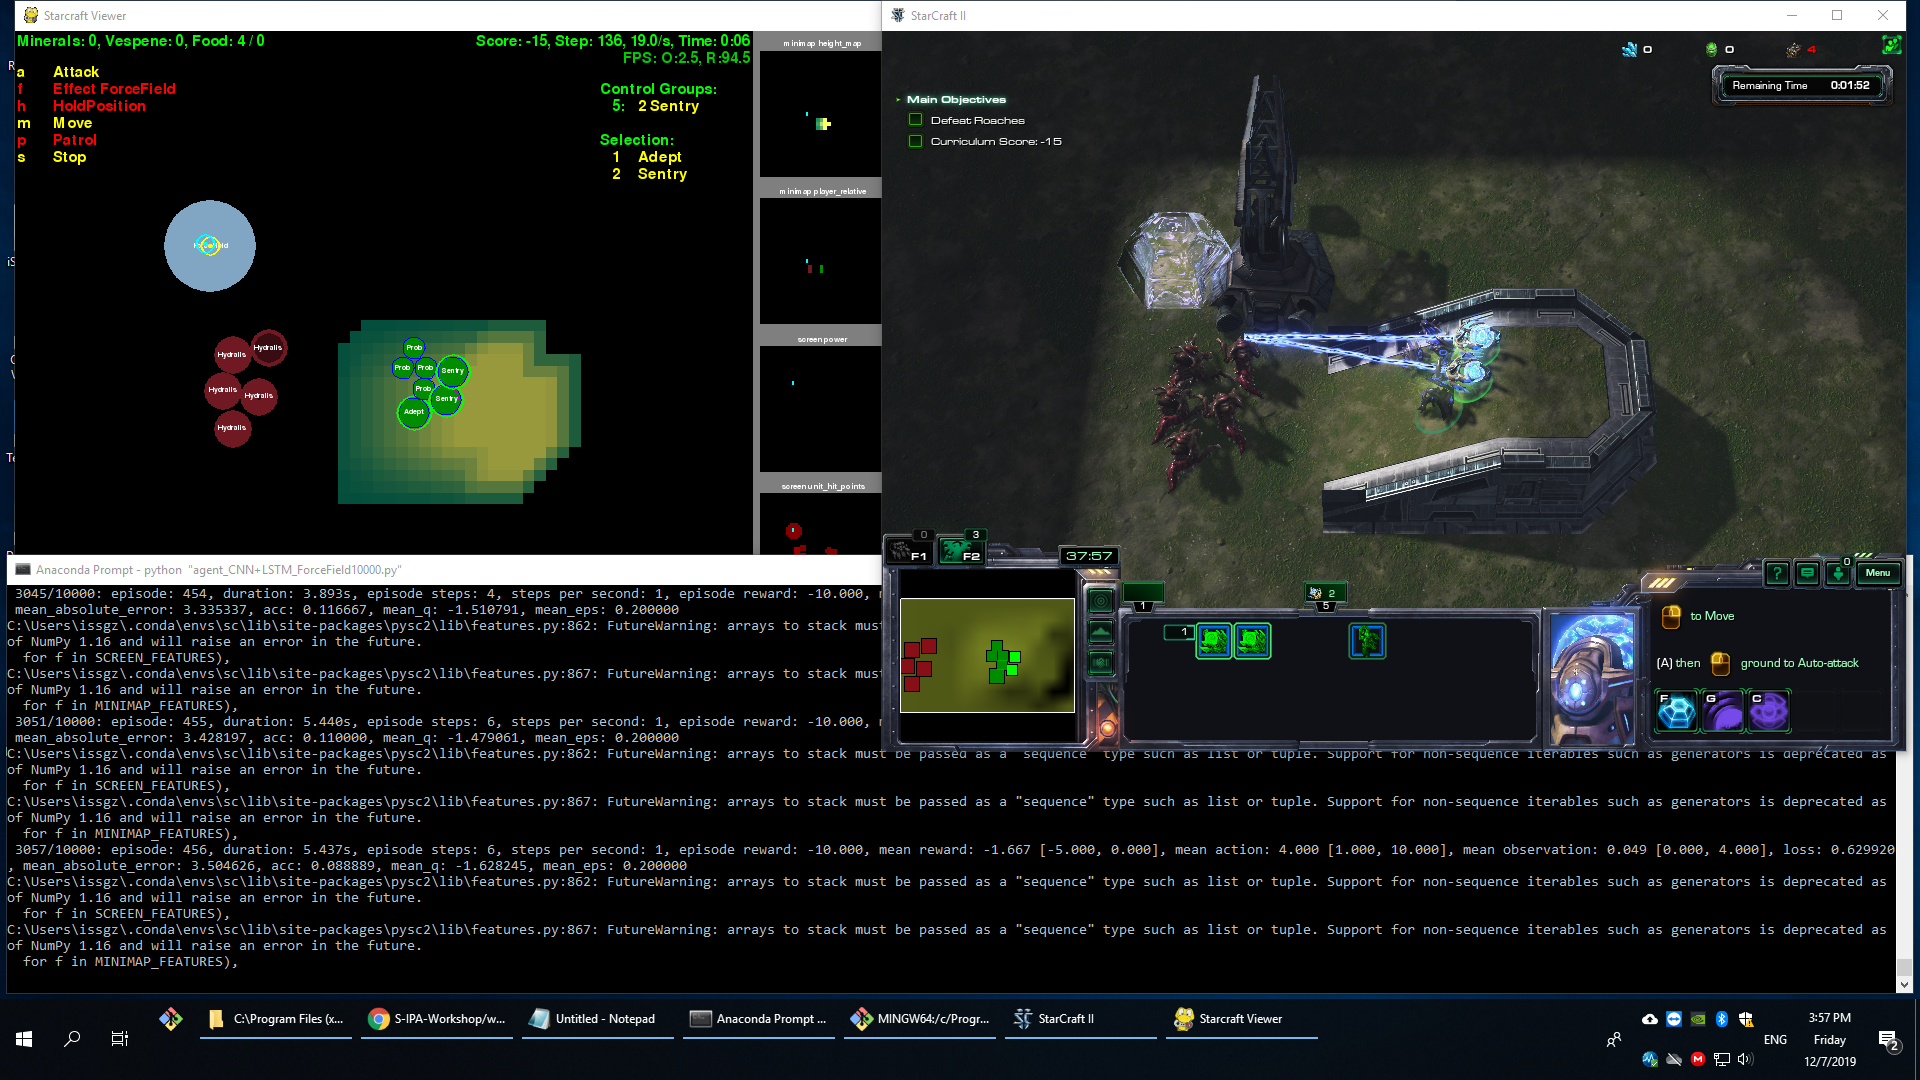 Starcraft Viewer
Minerals: 0, Vespene: 0, Food: 4 / 0
Score: -15, Step: 136, 19.0/s, Time: 0:06
FPS: O:2.5, R:94.5
a Attack
f Effect ForceField
h HoldPosition
m Move
p Patrol
s Stop
Control Groups:
5: 2 Sentry
Selection:
1 Adept
2 Sentry
Hydralis
Hydralis
Hydralis
Hydralis
Hydralis
Prob
Prob
Prob
Sentry
Prob
Sentry
Adept
minimap height_map
minimap player_relative
screen power
screen unit_hit_points
StarCraft II
0
0
4
Remaining Time 0:01:52
Main Objectives
Defeat Roaches
Curriculum Score: -15
0
F1
3
F2
37:57
1
2
5
1
0
Menu
to Move
(A) then ground to Auto-attack
F
G
C
Anaconda Prompt - python "agent_CNN+LSTM_ForceField10000.py"
3045/10000: episode: 454, duration: 3.893s, episode steps: 4, steps per second: 1, episode reward: -10.000,
mean_absolute_error: 3.335337, acc: 0.116667, mean_q: -1.510791, mean_eps: 0.200000
C:\Users\issgz\.conda\envs\sc\lib\site-packages\pysc2\lib\features.py:862: FutureWarning: arrays to stack mus
of NumPy 1.16 and will raise an error in the future.
for f in SCREEN_FEATURES),
C:\Users\issgz\.conda\envs\sc\lib\site-packages\pysc2\lib\features.py:867: FutureWarning: arrays to stack mus
of NumPy 1.16 and will raise an error in the future.
for f in MINIMAP_FEATURES),
3051/10000: episode: 455, duration: 5.440s, episode steps: 6, steps per second: 1, episode reward: -10.000,
mean_absolute_error: 3.428197, acc: 0.110000, mean_q: -1.479061, mean_eps: 0.200000
C:\Users\issgz\.conda\envs\sc\lib\site-packages\pysc2\lib\features.py:862: FutureWarning: arrays to stack must be passed as a "sequence" type such as list or tuple. Support for non-sequence iterables such as generators is deprecated as
of NumPy 1.16 and will raise an error in the future.
for f in SCREEN_FEATURES),
C:\Users\issgz\.conda\envs\sc\lib\site-packages\pysc2\lib\features.py:867: FutureWarning: arrays to stack must be passed as a "sequence" type such as list or tuple. Support for non-sequence iterables such as generators is deprecated as
of NumPy 1.16 and will raise an error in the future.
for f in MINIMAP_FEATURES),
3057/10000: episode: 456, duration: 5.437s, episode steps: 6, steps per second: 1, episode reward: -10.000, mean reward: -1.667 [-5.000, 0.000], mean action: 4.000 [1.000, 10.000], mean observation: 0.049 [0.000, 4.000], loss: 0.629920
, mean_absolute_error: 3.504626, acc: 0.088889, mean_q: -1.628245, mean_eps: 0.200000
C:\Users\issgz\.conda\envs\sc\lib\site-packages\pysc2\lib\features.py:862: FutureWarning: arrays to stack must be passed as a "sequence" type such as list or tuple. Support for non-sequence iterables such as generators is deprecated as
of NumPy 1.16 and will raise an error in the future.
for f in SCREEN_FEATURES),
C:\Users\issgz\.conda\envs\sc\lib\site-packages\pysc2\lib\features.py:867: FutureWarning: arrays to stack must be passed as a "sequence" type such as list or tuple. Support for non-sequence iterables such as generators is deprecated as
of NumPy 1.16 and will raise an error in the future.
for f in MINIMAP_FEATURES),
C:\Program Files (x...
S-IPA-Workshop/w...
Untitled - Notepad
Anaconda Prompt ...
MINGW64:/c/Progr...
StarCraft II
Starcraft Viewer
ENG
3:57 PM
Friday
12/7/2019
2